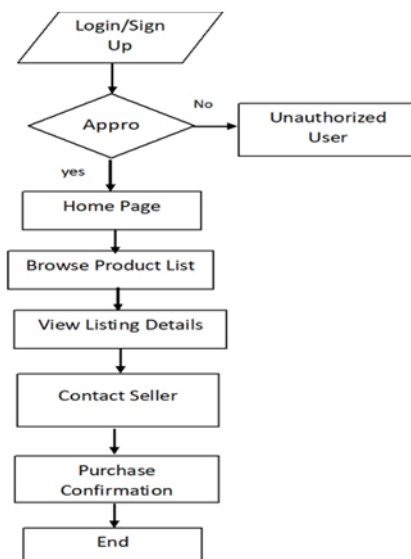 Login/Sign
Up
No
Appro
Unauthorized
User
yes
Home Page
Browse Product List
View Listing Details
Contact Seller
Purchase
Confirmation
End